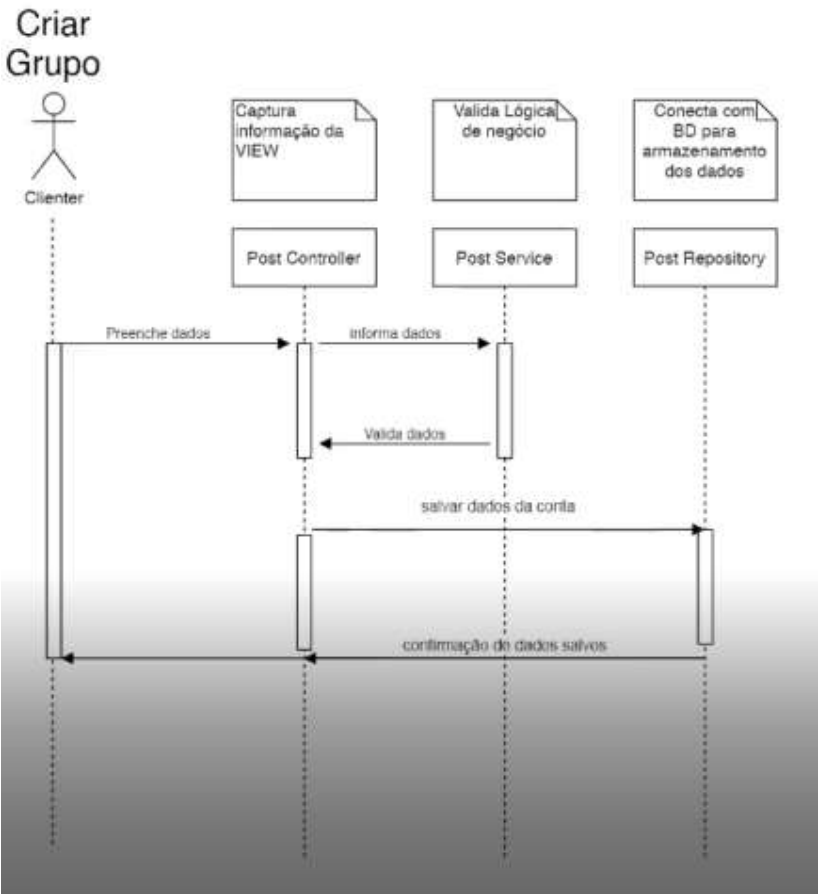 Criar
Grupo
Clienter
Captura
informação da
VIEW
Valida Lógica
de negócio
Conecta com
BD para
armazenamento
dos dados
Post Controller
Post Service
Post Repository
Preenche dados
informa dados
Valida dados
salvar dados da conta
confirmação de dados salvos